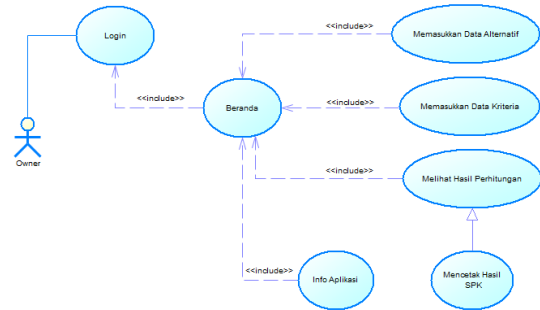 <<include>>
Memasukkan Data Alternatif
Login
<<include>>
Beranda
<<include>>
Memasukkan Data Kriteria
Owner
<<include>>
Melihat Hasil Perhitungan
<<include>>
Info Aplikasi
Mencetak Hasil
SPK